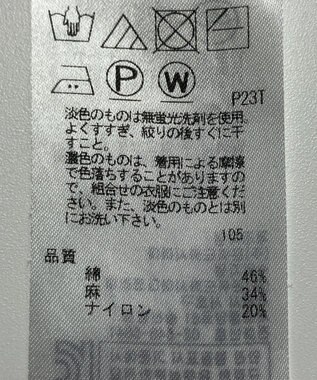 P23T
P W
淡色のものは無蛍光洗剤を使用、
よくすすぎ、絞りの後すぐに干
すこと。
濃色のものは、着用による摩擦
で色落ちすることがありますの
で、組合せの衣服にご注意くだ
さい。また、淡色のものとは別
にお洗い下さい。
105
品質
綿 46%
麻 34%
ナイロン 20%